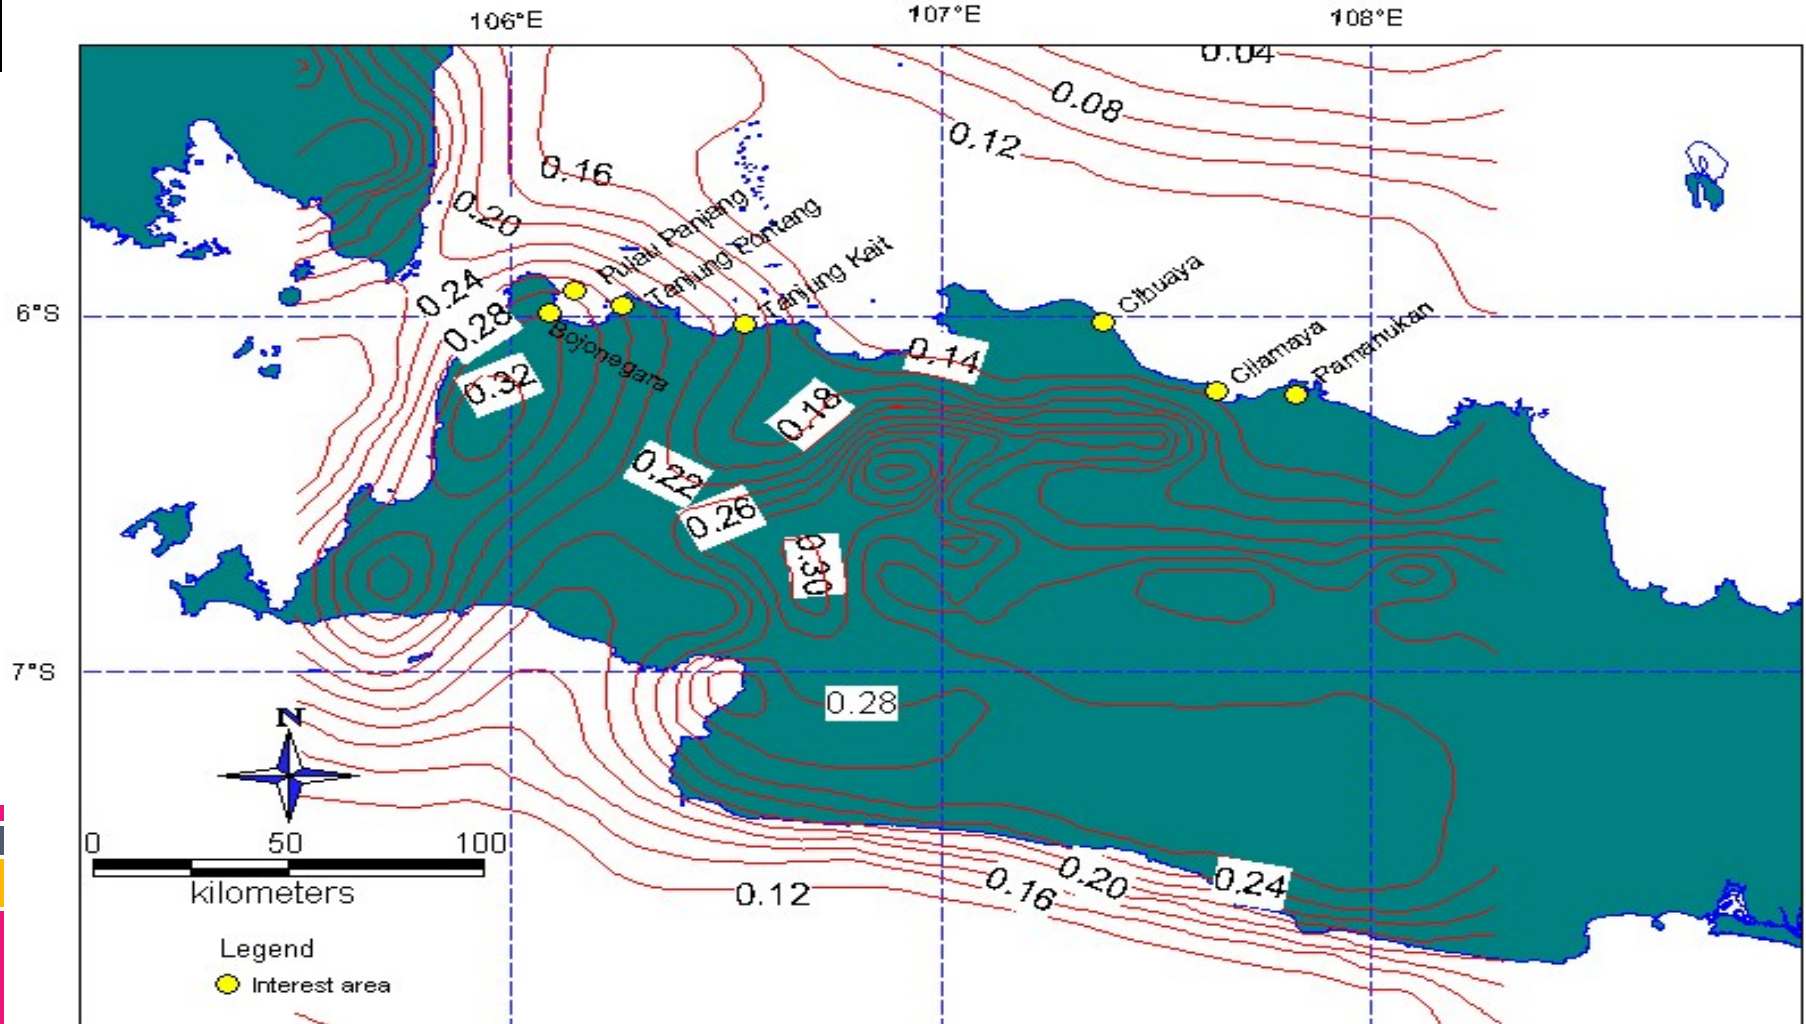 106°E
107°E
108°E
0.04
0.08
0.12
0.16
0.20
Pulau Panjang
Tanjung Pontang
Tanjung Kait
0.24
Cibuaya
6°S
0.28
Bojonegara
Cilamaya
Pamanukan
0.14
0.32
0.18
0.22
0.26
0.30
7°S
0.28
N
0 50 100
kilometers
0.12
0.16
0.20
0.24
Legend
Interest area